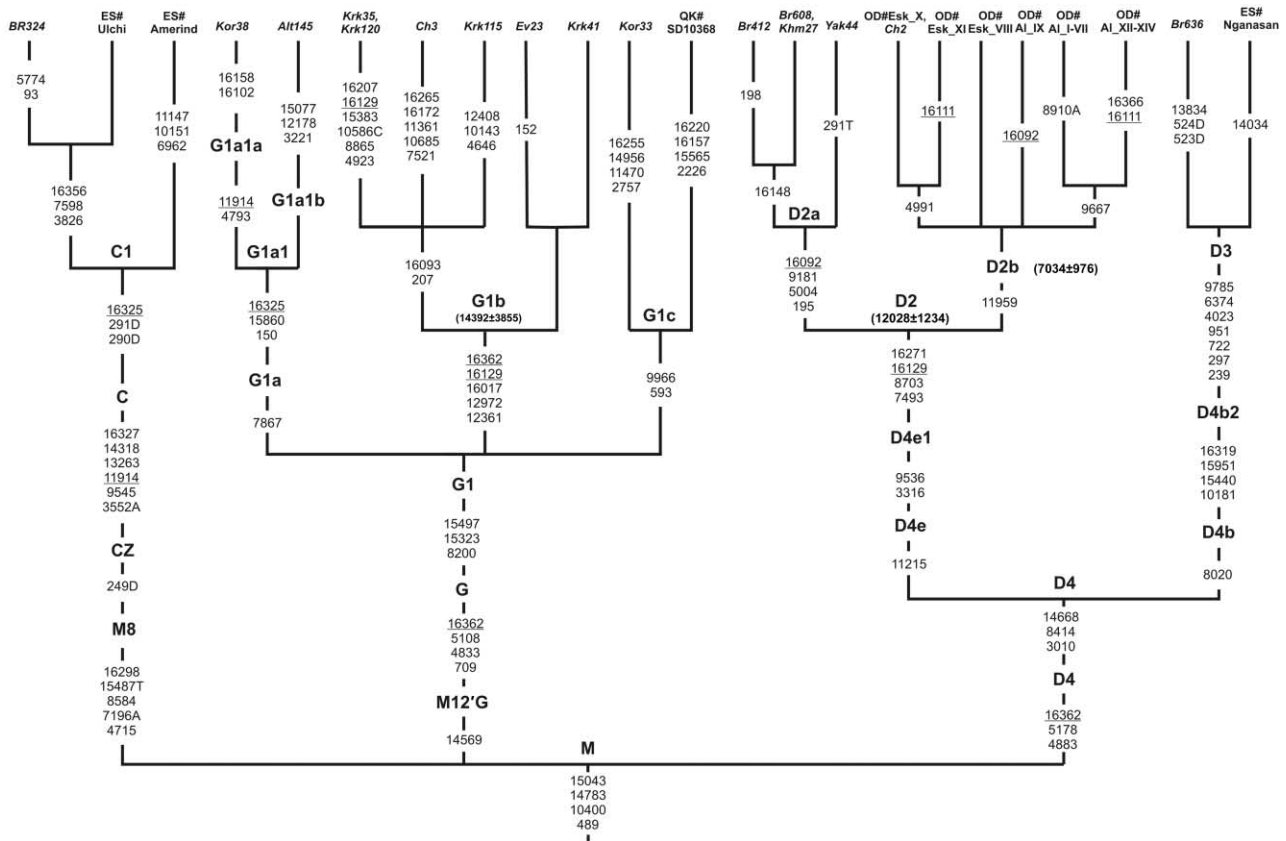 BR324
ES#
Ulchi
ES#
Amerind
Kor38
Alt145
Krk35,
Krk120
Ch3
Krk115
Ev23
Krk41
Kor33
QK#
SD10368
Br412
Br608,
Khm27
Yak44
OD#Esk_X,
Ch2
OD#
Esk_XI
OD#
Esk_VIII
OD#
Al_IX
OD#
Al_I-VII
OD#
Al_XII-XIV
Br636
ES#
Nganasan
5774
93
11147
10151
6962
16158
16102
G1a1a
11914
4793
15077
12178
3221
G1a1b
16207
16129
15383
10586C
8865
4923
16265
16172
11361
10685
7521
12408
10143
4646
152
16255
14956
11470
2757
16220
16157
15565
2226
198
291T
16148
D2a
16111
16092
8910A
16366
16111
4991
9667
13834
524D
523D
14034
16356
7598
3826
C1
G1a1
16093
207
G1b
(14392±3855)
G1c
16092
9181
5004
195
D2b (7034±976)
11959
D2
(12028±1234)
D3
9785
6374
4023
951
722
297
239
D4b2
16319
15951
15440
10181
D4b
8020
16325
291D
290D
C
16327
14318
13263
11914
9545
3552A
CZ
249D
M8
16298
15487T
8584
7196A
4715
16325
15860
150
G1a
7867
16362
16129
16017
12972
12361
9966
593
G1
15497
15323
8200
G
16362
5108
4833
709
M12'G
14569
16271
16129
8703
7493
D4e1
9536
3316
D4e
11215
D4
14668
8414
3010
D4
16362
5178
4883
M
15043
14783
10400
489